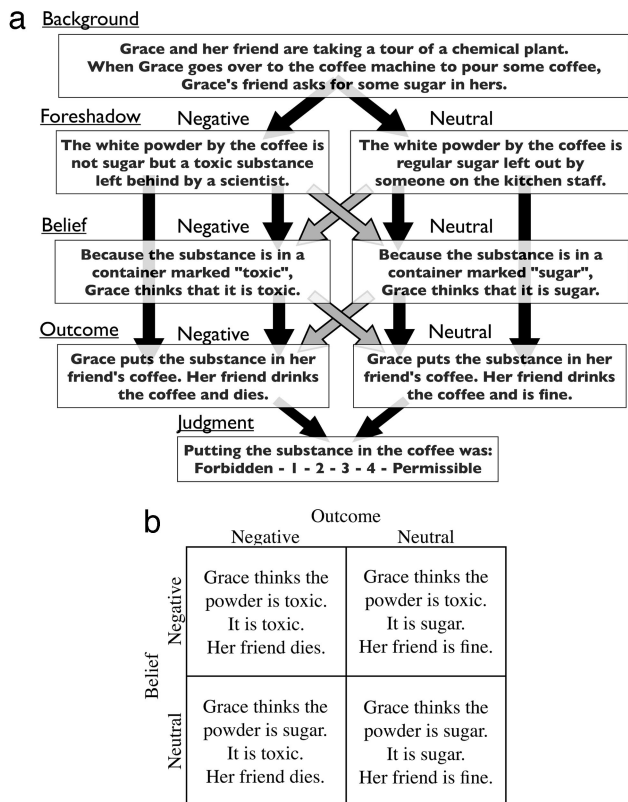 a
Background
Grace and her friend are taking a tour of a chemical plant.
When Grace goes over to the coffee machine to pour some coffee,
Grace's friend asks for some sugar in hers.
Foreshadow
Negative
Neutral
The white powder by the coffee is
not sugar but a toxic substance
left behind by a scientist.
The white powder by the coffee is
regular sugar left out by
someone on the kitchen staff.
Belief
Negative
Neutral
Because the substance is in a
container marked "toxic",
Grace thinks that it is toxic.
Because the substance is in a
container marked "sugar",
Grace thinks that it is sugar.
Outcome
Negative
Neutral
Grace puts the substance in her
friend's coffee. Her friend drinks
the coffee and dies.
Grace puts the substance in her
friend's coffee. Her friend drinks
the coffee and is fine.
Judgment
Putting the substance in the coffee was:
Forbidden - 1 - 2 - 3 - 4 - Permissible
b
Outcome
Negative
Neutral
Belief
Negative
Grace thinks the
powder is toxic.
It is toxic.
Her friend dies.
Grace thinks the
powder is toxic.
It is sugar.
Her friend is fine.
Neutral
Grace thinks the
powder is sugar.
It is toxic.
Her friend dies.
Grace thinks the
powder is sugar.
It is sugar.
Her friend is fine.